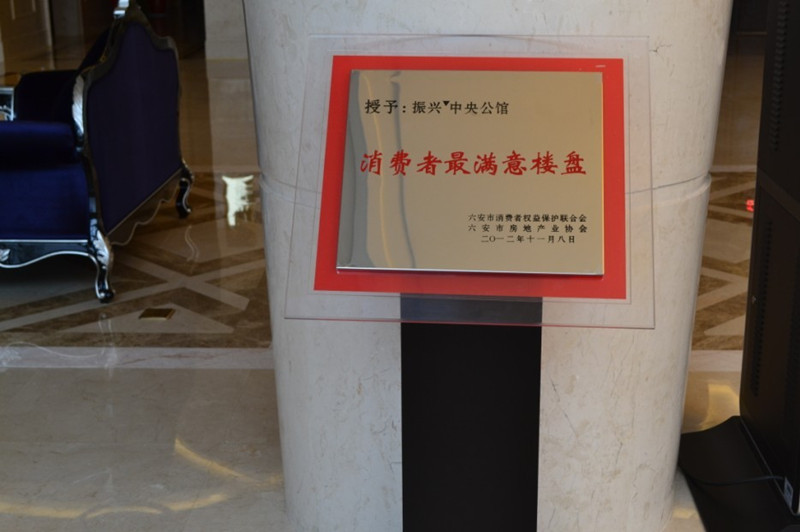 授予：振兴▼中央公馆
消费者最满意楼盘
六安市消费者权益保护联合会
六安市房地产业协会
二〇一二年十一月八日